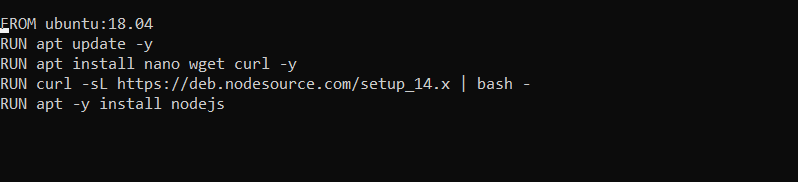 FROM ubuntu:18.04
RUN apt update -y
RUN apt install nano wget curl -y
RUN curl -sL https://deb.nodesource.com/setup_14.x | bash -
RUN apt -y install nodejs